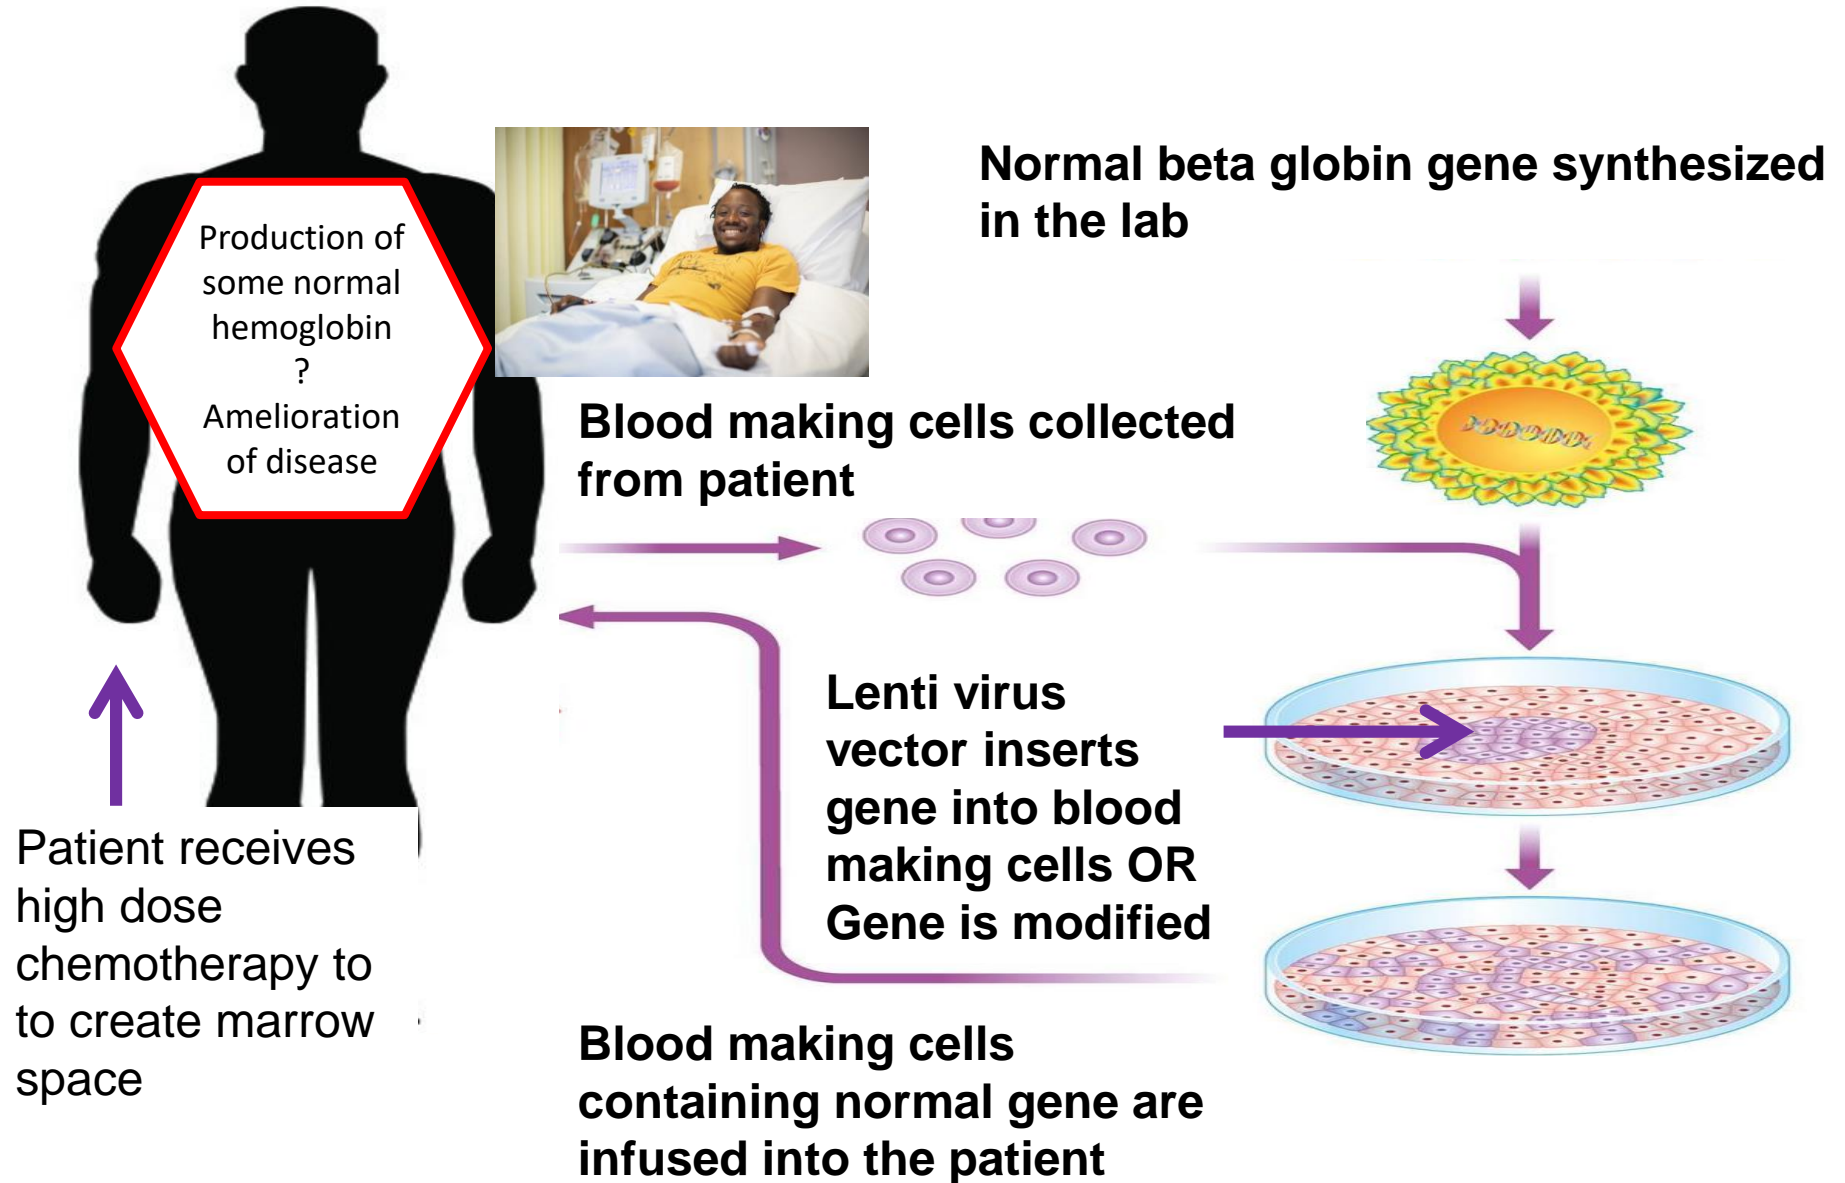 Production of
some normal
hemoglobin
?
Amelioration
of disease
Normal beta globin gene synthesized
in the lab
Blood making cells collected
from patient
Lenti virus
vector inserts
gene into blood
making cells OR
Gene is modified
Patient receives
high dose
chemotherapy to
to create marrow
space
Blood making cells
containing normal gene are
infused into the patient